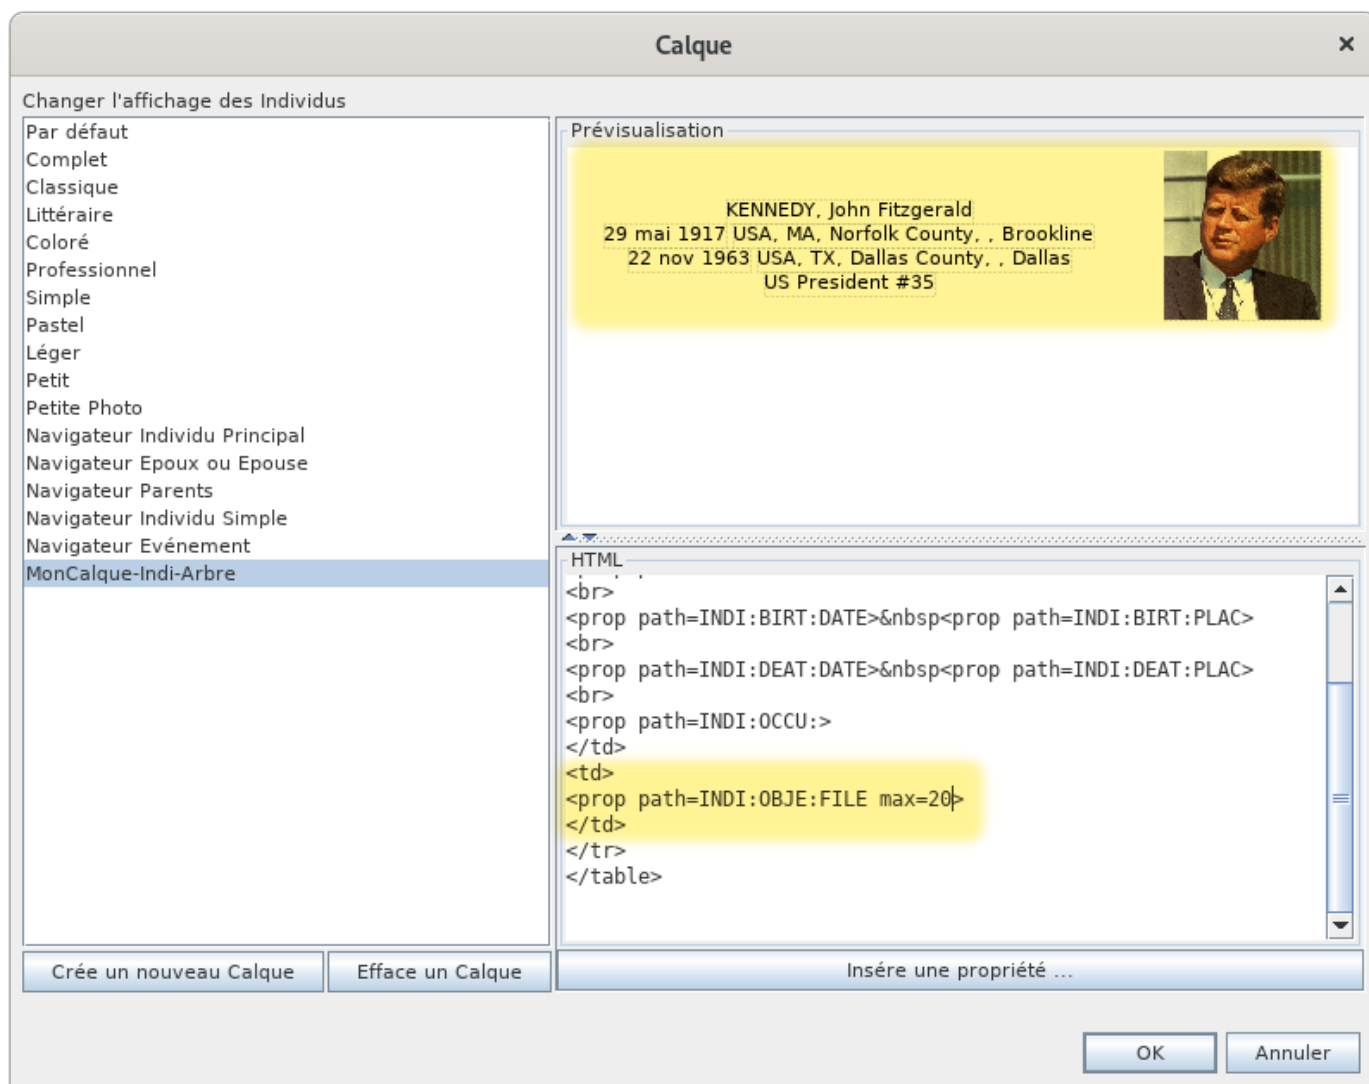 Calque
Changer l'affichage des Individus
Par défaut
Complet
Classique
Littéraire
Coloré
Professionnel
Simple
Pastel
Léger
Petit
Petite Photo
Navigateur Individu Principal
Navigateur Epoux ou Epouse
Navigateur Parents
Navigateur Individu Simple
Navigateur Evénement
MonCalque-Indi-Arbre
Crée un nouveau Calque
Efface un Calque
Prévisualisation
KENNEDY, John Fitzgerald
29 mai 1917 USA, MA, Norfolk County, , Brookline
22 nov 1963 USA, TX, Dallas County, , Dallas
US President #35
HTML
<br>
<prop path=INDI:BIRT:DATE>&nbsp<prop path=INDI:BIRT:PLAC>
<br>
<prop path=INDI:DEAT:DATE>&nbsp<prop path=INDI:DEAT:PLAC>
<br>
<prop path=INDI:OCCU:>
</td>
<td>
<prop path=INDI:OBJE:FILE max=20>
</td>
</tr>
</table>
Insére une propriété ...
OK
Annuler